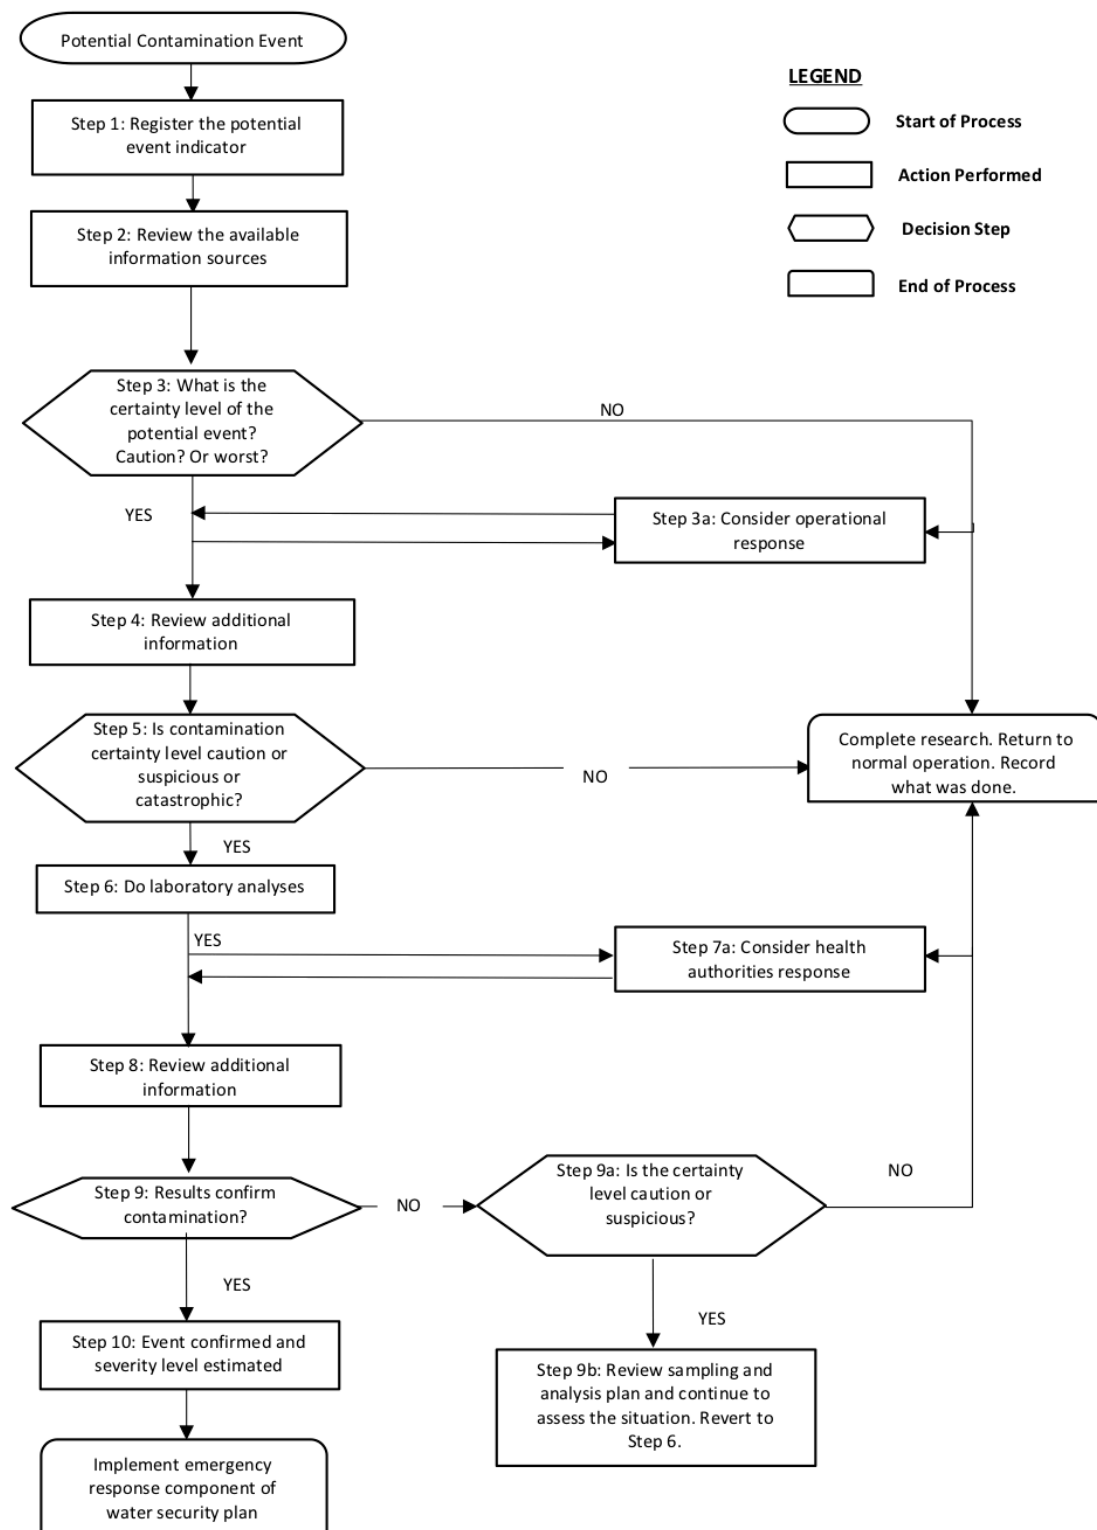 Potential Contamination Event
LEGEND
Start of Process
Action Performed
Decision Step
End of Process
Step 1: Register the potential
event indicator
Step 2: Review the available
information sources
Step 3: What is the
certainty level of the
potential event?
Caution? Or worst?
NO
YES
Step 3a: Consider operational
response
Step 4: Review additional
information
Step 5: Is contamination
certainty level caution or
suspicious or
catastrophic?
NO
Complete research. Return to
normal operation. Record
what was done.
YES
Step 6: Do laboratory analyses
YES
Step 7a: Consider health
authorities response
Step 8: Review additional
information
Step 9: Results confirm
contamination?
NO
Step 9a: Is the certainty
level caution or
suspicious?
NO
YES
YES
Step 10: Event confirmed and
severity level estimated
Step 9b: Review sampling and
analysis plan and continue to
assess the situation. Revert to
Step 6.
Implement emergency
response component of
water security plan